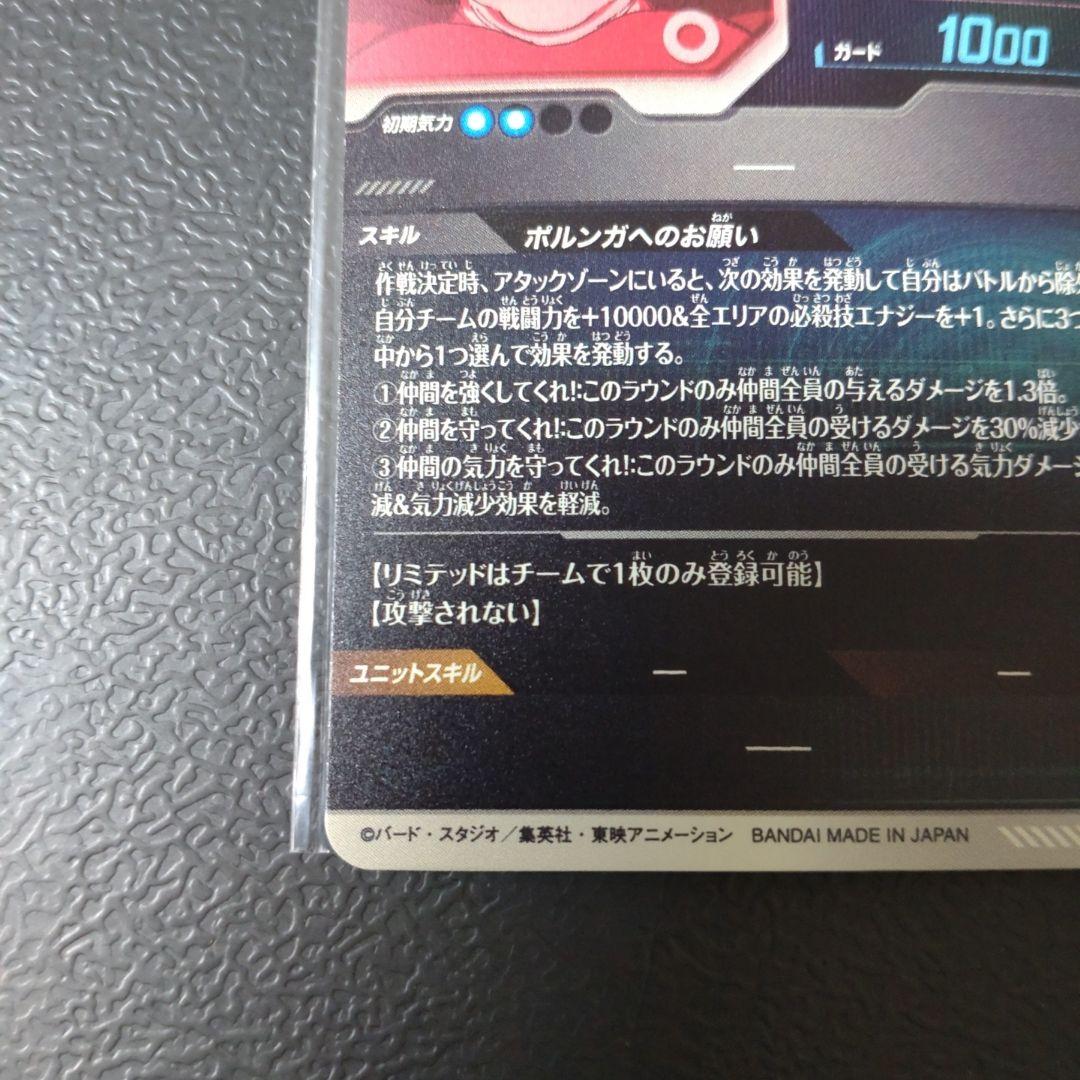 ガード 1000
初期気力
スキル ポルンガへのお願い
作戦決定時、アタックゾーンにいると、次の効果を発動して自分はバトルから除
自分チームの戦闘力を+10000&全エリアの必殺技エナジーを+1。さらに3つ
中から1つ選んで効果を発動する。
①仲間を強くしてくれ!:このラウンドのみ仲間全員の与えるダメージを1.3倍。
②仲間を守ってくれ!:このラウンドのみ仲間全員の受けるダメージを30%減少
③仲間の気力を守ってくれ!:このラウンドのみ仲間全員の受ける気力ダメージ
減&気力減少効果を軽減。
【リミテッドはチームで1枚のみ登録可能】
【攻撃されない】
ユニットスキル
©バード・スタジオ／集英社・東映アニメーション BANDAI MADE IN JAPAN